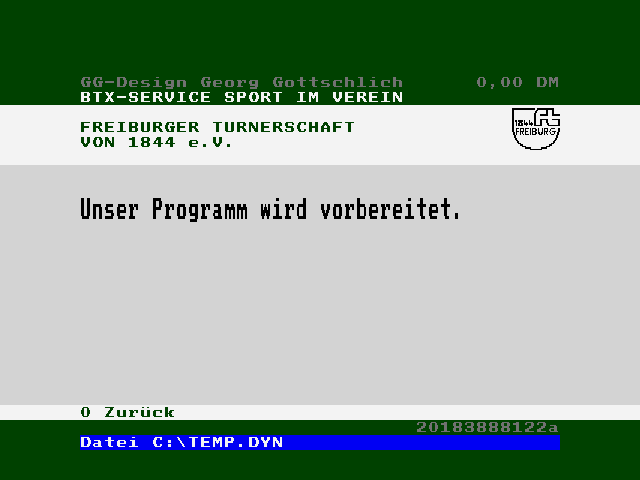 GG-Design Georg Gottschlich 0,00 DM
BTX-SERVICE SPORT IM VEREIN
FREIBURGER TURNERSCHAFT
VON 1844 e.V.
1844 FT
FREIBURG
Unser Programm wird vorbereitet.
0 Zurück
20183888122a
Datei C:\TEMP.DYN